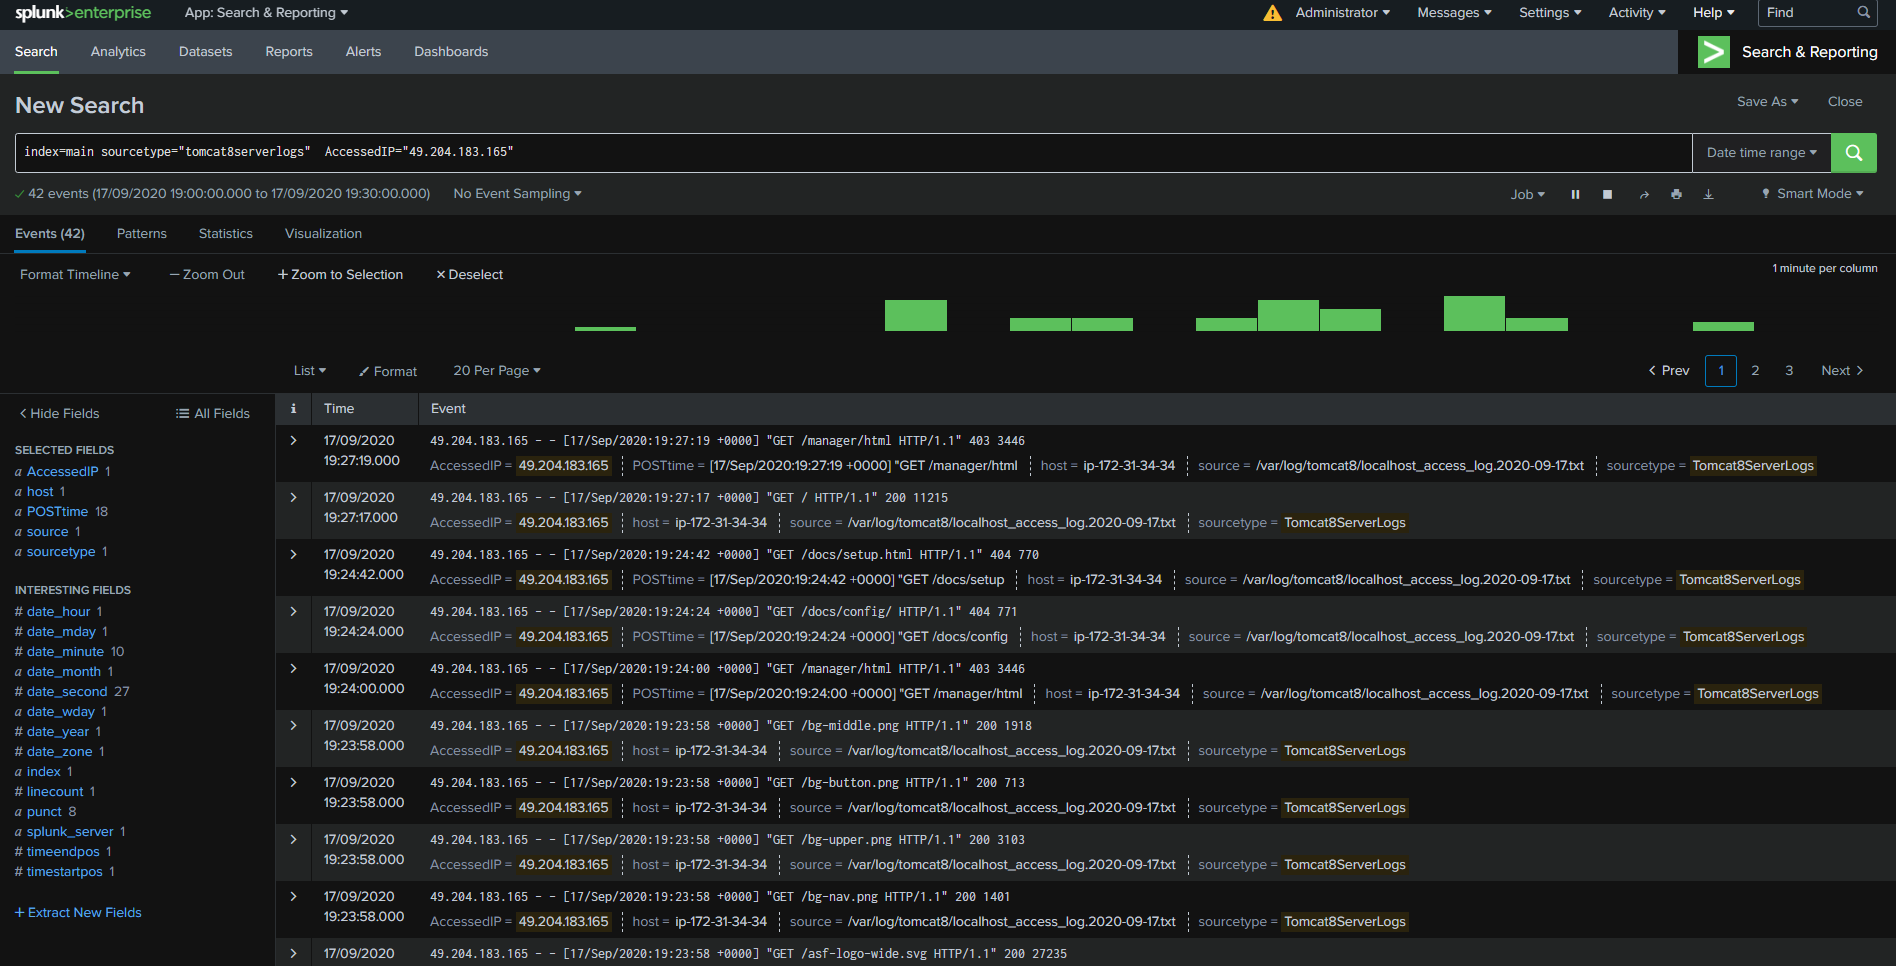 splunk>enterprise App: Search & Reporting ▾ Administrator ▾ Messages ▾ Settings ▾ Activity ▾ Help ▾ Find
Search Analytics Datasets Reports Alerts Dashboards Search & Reporting
New Search Save As ▾ Close
index=main sourcetype="tomcat8serverlogs"  AccessedIP="49.204.183.165" Date time range ▾
✓ 42 events (17/09/2020 19:00:00.000 to 17/09/2020 19:30:00.000) No Event Sampling ▾ Job ▾ Smart Mode ▾
Events (42) Patterns Statistics Visualization
Format Timeline ▾ — Zoom Out + Zoom to Selection × Deselect 1 minute per column
List ▾ Format 20 Per Page ▾ < Prev 1 2 3 Next >
< Hide Fields All Fields
SELECTED FIELDS
a AccessedIP 1
a host 1
a POSTtime 18
a source 1
a sourcetype 1
INTERESTING FIELDS
# date_hour 1
# date_mday 1
# date_minute 10
a date_month 1
# date_second 27
a date_wday 1
# date_year 1
# date_zone 1
a index 1
# linecount 1
a punct 8
a splunk_server 1
# timeendpos 1
# timestartpos 1
+ Extract New Fields
i Time Event
> 17/09/2020 49.204.183.165 - - [17/Sep/2020:19:27:19 +0000] "GET /manager/html HTTP/1.1" 403 3446
19:27:19.000 AccessedIP = 49.204.183.165 POSTtime = [17/Sep/2020:19:27:19 +0000] "GET /manager/html host = ip-172-31-34-34 source = /var/log/tomcat8/localhost_access_log.2020-09-17.txt sourcetype = Tomcat8ServerLogs
> 17/09/2020 49.204.183.165 - - [17/Sep/2020:19:27:17 +0000] "GET / HTTP/1.1" 200 11215
19:27:17.000 AccessedIP = 49.204.183.165 host = ip-172-31-34-34 source = /var/log/tomcat8/localhost_access_log.2020-09-17.txt sourcetype = Tomcat8ServerLogs
> 17/09/2020 49.204.183.165 - - [17/Sep/2020:19:24:42 +0000] "GET /docs/setup.html HTTP/1.1" 404 770
19:24:42.000 AccessedIP = 49.204.183.165 POSTtime = [17/Sep/2020:19:24:42 +0000] "GET /docs/setup host = ip-172-31-34-34 source = /var/log/tomcat8/localhost_access_log.2020-09-17.txt sourcetype = Tomcat8ServerLogs
> 17/09/2020 49.204.183.165 - - [17/Sep/2020:19:24:24 +0000] "GET /docs/config/ HTTP/1.1" 404 771
19:24:24.000 AccessedIP = 49.204.183.165 POSTtime = [17/Sep/2020:19:24:24 +0000] "GET /docs/config host = ip-172-31-34-34 source = /var/log/tomcat8/localhost_access_log.2020-09-17.txt sourcetype = Tomcat8ServerLogs
> 17/09/2020 49.204.183.165 - - [17/Sep/2020:19:24:00 +0000] "GET /manager/html HTTP/1.1" 403 3446
19:24:00.000 AccessedIP = 49.204.183.165 POSTtime = [17/Sep/2020:19:24:00 +0000] "GET /manager/html host = ip-172-31-34-34 source = /var/log/tomcat8/localhost_access_log.2020-09-17.txt sourcetype = Tomcat8ServerLogs
> 17/09/2020 49.204.183.165 - - [17/Sep/2020:19:23:58 +0000] "GET /bg-middle.png HTTP/1.1" 200 1918
19:23:58.000 AccessedIP = 49.204.183.165 host = ip-172-31-34-34 source = /var/log/tomcat8/localhost_access_log.2020-09-17.txt sourcetype = Tomcat8ServerLogs
> 17/09/2020 49.204.183.165 - - [17/Sep/2020:19:23:58 +0000] "GET /bg-button.png HTTP/1.1" 200 713
19:23:58.000 AccessedIP = 49.204.183.165 host = ip-172-31-34-34 source = /var/log/tomcat8/localhost_access_log.2020-09-17.txt sourcetype = Tomcat8ServerLogs
> 17/09/2020 49.204.183.165 - - [17/Sep/2020:19:23:58 +0000] "GET /bg-upper.png HTTP/1.1" 200 3103
19:23:58.000 AccessedIP = 49.204.183.165 host = ip-172-31-34-34 source = /var/log/tomcat8/localhost_access_log.2020-09-17.txt sourcetype = Tomcat8ServerLogs
> 17/09/2020 49.204.183.165 - - [17/Sep/2020:19:23:58 +0000] "GET /bg-nav.png HTTP/1.1" 200 1401
19:23:58.000 AccessedIP = 49.204.183.165 host = ip-172-31-34-34 source = /var/log/tomcat8/localhost_access_log.2020-09-17.txt sourcetype = Tomcat8ServerLogs
> 17/09/2020 49.204.183.165 - - [17/Sep/2020:19:23:58 +0000] "GET /asf-logo-wide.svg HTTP/1.1" 200 27235